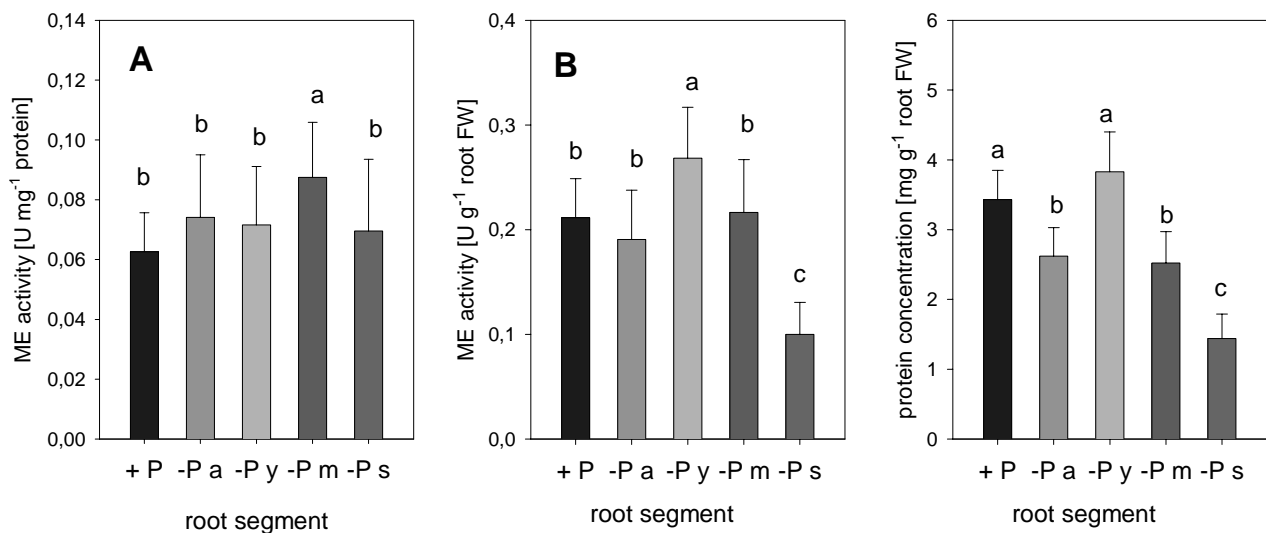 ME activity [U mg⁻¹ protein]
0,14
0,12
0,10
0,08
0,06
0,04
0,02
0,00
A
b
b
b
a
b
+ P -P a -P y -P m -P s
root segment
ME activity [U g⁻¹ root FW]
0,4
0,3
0,2
0,1
0,0
B
b
b
a
b
c
+ P -P a -P y -P m -P s
root segment
protein concentration [mg g⁻¹ root FW]
6
5
4
3
2
1
0
a
b
a
b
c
+ P -P a -P y -P m -P s
root segment